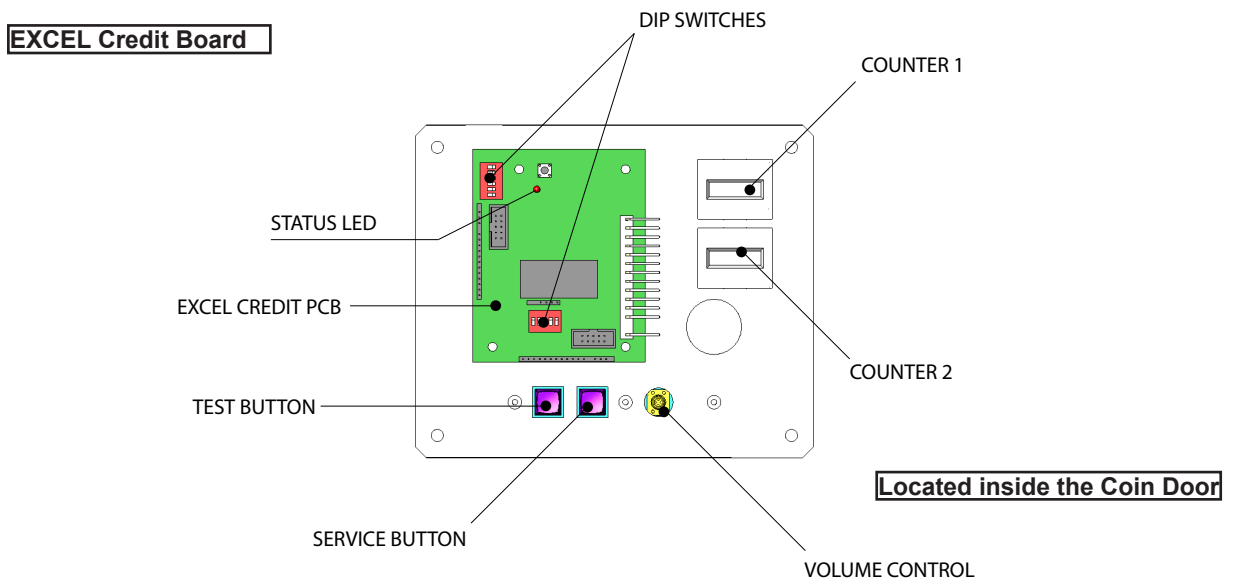 DIP SWITCHES
EXCEL Credit Board
COUNTER 1
STATUS LED
EXCEL CREDIT PCB
COUNTER 2
TEST BUTTON
Located inside the Coin Door
SERVICE BUTTON
VOLUME CONTROL